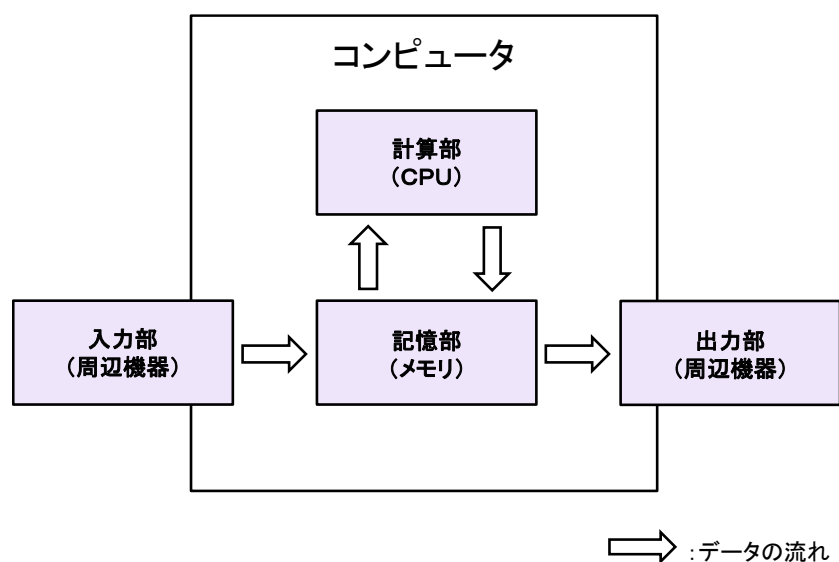 コンピュータ
計算部
（CPU）
入力部
（周辺機器）
記憶部
（メモリ）
出力部
（周辺機器）
：データの流れ